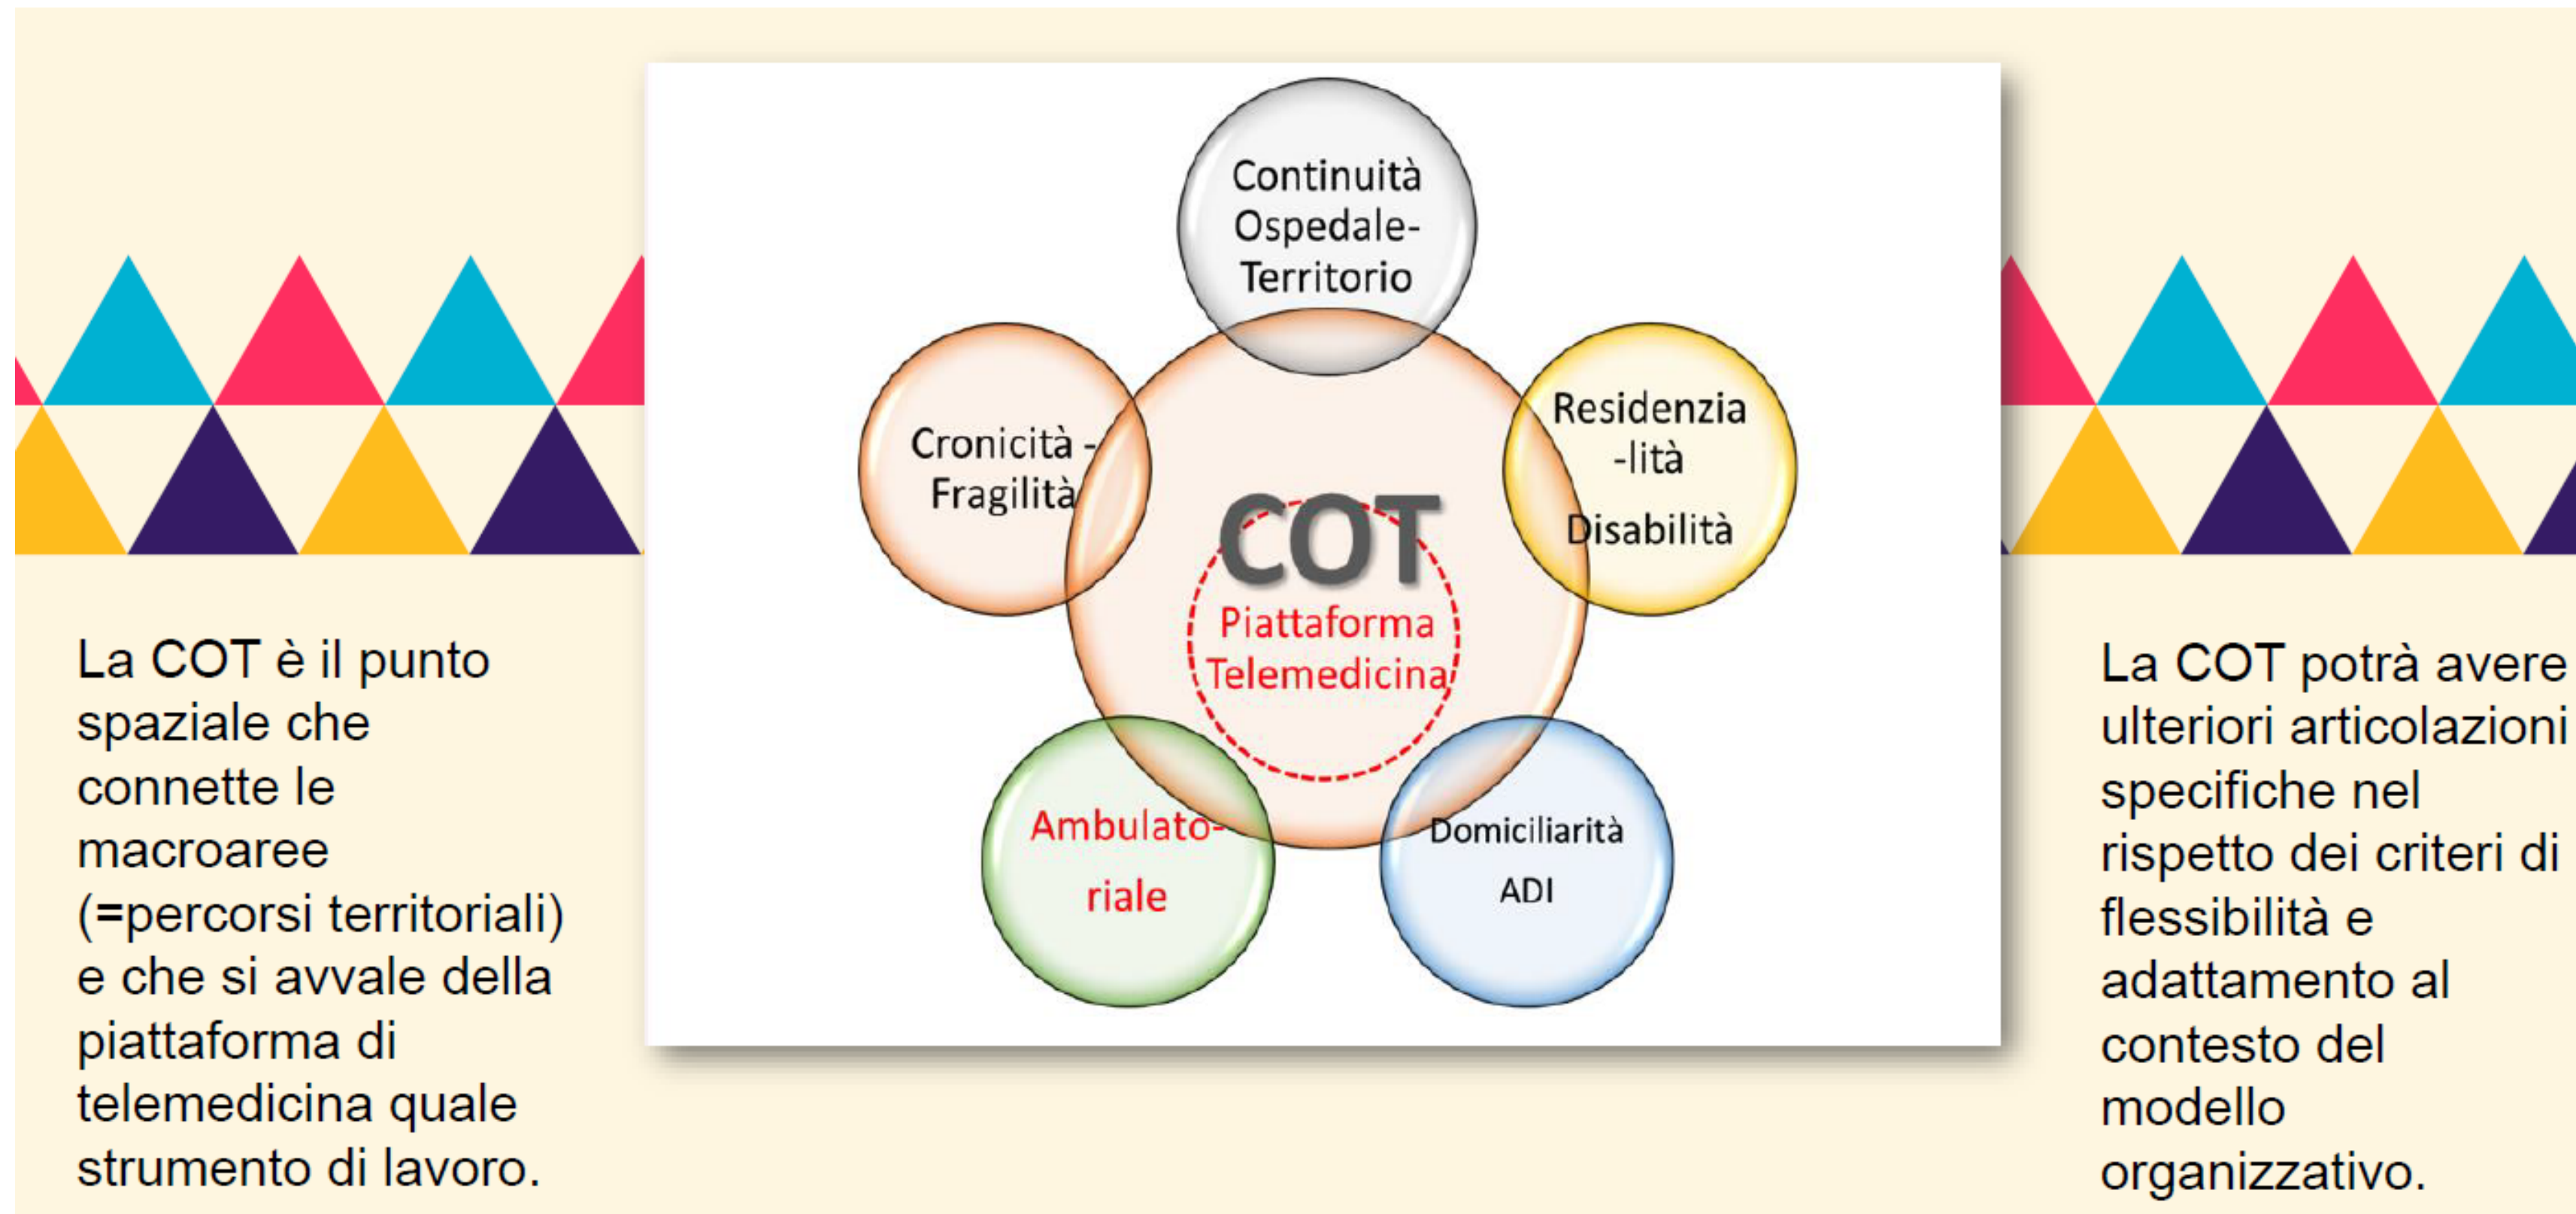 La COT è il punto
spaziale che
connette le
macroaree
(=percorsi territoriali)
e che si avvale della
piattaforma di
telemedicina quale
strumento di lavoro.
Continuità
Ospedale-
Territorio
Cronicità -
Fragilità
Residenzia
-lità
Disabilità
COT
Piattaforma
Telemedicina
Ambulato-
riale
Domiciliarità
ADI
La COT potrà avere
ulteriori articolazioni
specifiche nel
rispetto dei criteri di
flessibilità e
adattamento al
contesto del
modello
organizzativo.